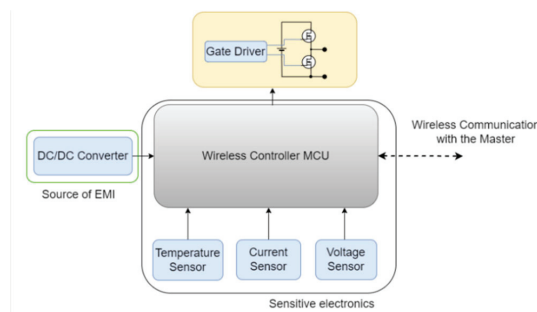 Gate Driver
Wireless Communication
with the Master
DC/DC Converter
Wireless Controller MCU
Source of EMI
Temperature
Sensor
Current
Sensor
Voltage
Sensor
Sensitive electronics